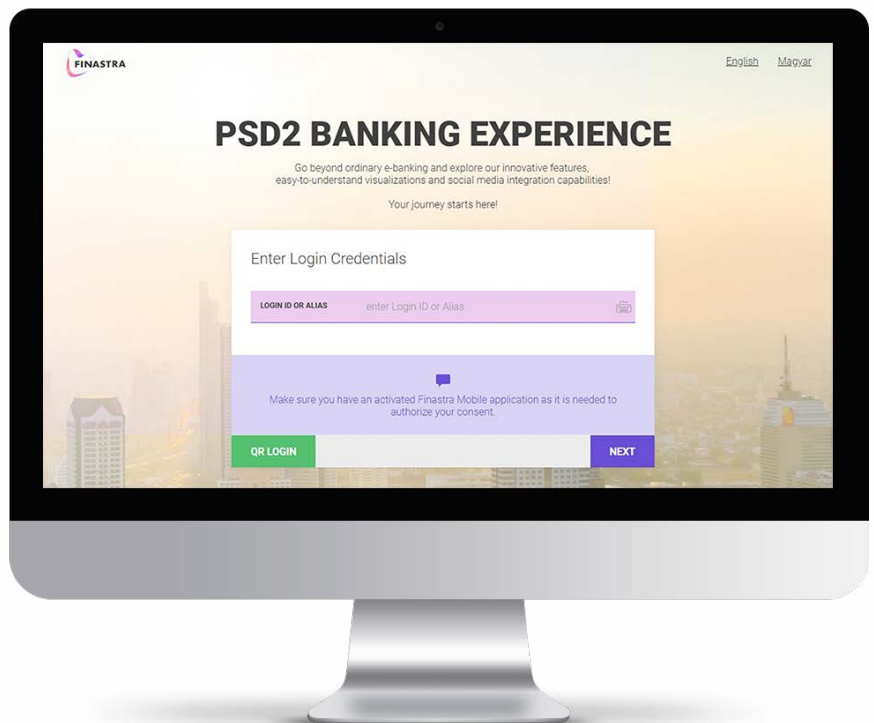 FINASTRA
English Magyar
PSD2 BANKING EXPERIENCE
Go beyond ordinary e-banking and explore our innovative features,
easy-to-understand visualizations and social media integration capabilities!
Your journey starts here!
Enter Login Credentials
LOGIN ID OR ALIAS enter Login ID or Alias
Make sure you have an activated Finastra Mobile application as it is needed to
authorize your consent.
QR LOGIN NEXT